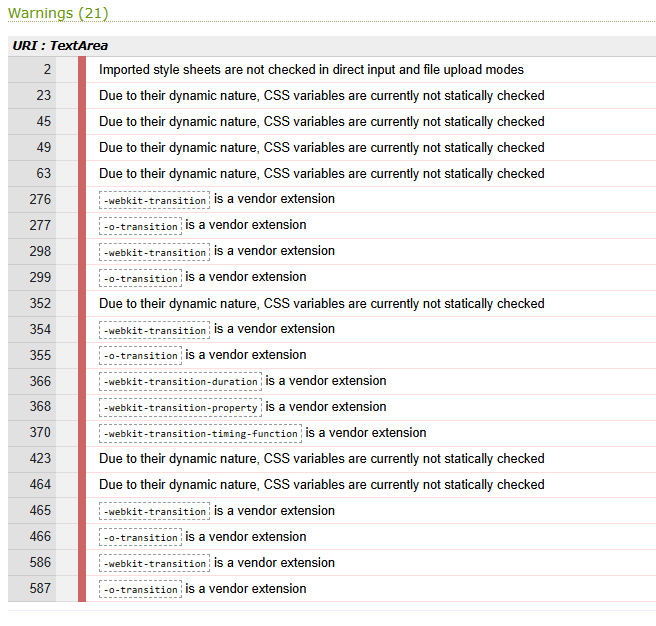 Warnings (21)
URI : TextArea
2 Imported style sheets are not checked in direct input and file upload modes
23 Due to their dynamic nature, CSS variables are currently not statically checked
45 Due to their dynamic nature, CSS variables are currently not statically checked
49 Due to their dynamic nature, CSS variables are currently not statically checked
63 Due to their dynamic nature, CSS variables are currently not statically checked
276 -webkit-transition is a vendor extension
277 -o-transition is a vendor extension
298 -webkit-transition is a vendor extension
299 -o-transition is a vendor extension
352 Due to their dynamic nature, CSS variables are currently not statically checked
354 -webkit-transition is a vendor extension
355 -o-transition is a vendor extension
366 -webkit-transition-duration is a vendor extension
368 -webkit-transition-property is a vendor extension
370 -webkit-transition-timing-function is a vendor extension
423 Due to their dynamic nature, CSS variables are currently not statically checked
464 Due to their dynamic nature, CSS variables are currently not statically checked
465 -webkit-transition is a vendor extension
466 -o-transition is a vendor extension
586 -webkit-transition is a vendor extension
587 -o-transition is a vendor extension